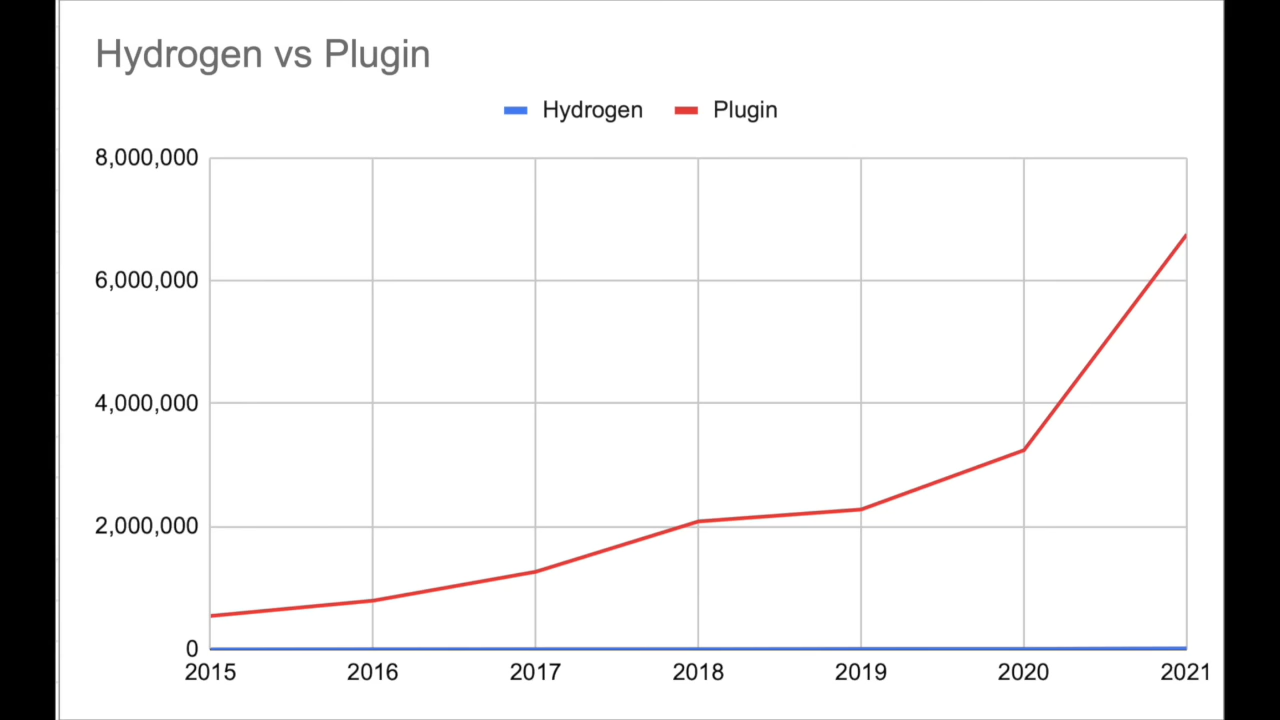 Hydrogen vs Plugin
Hydrogen Plugin
8,000,000
6,000,000
4,000,000
2,000,000
0
2015 2016 2017 2018 2019 2020 2021